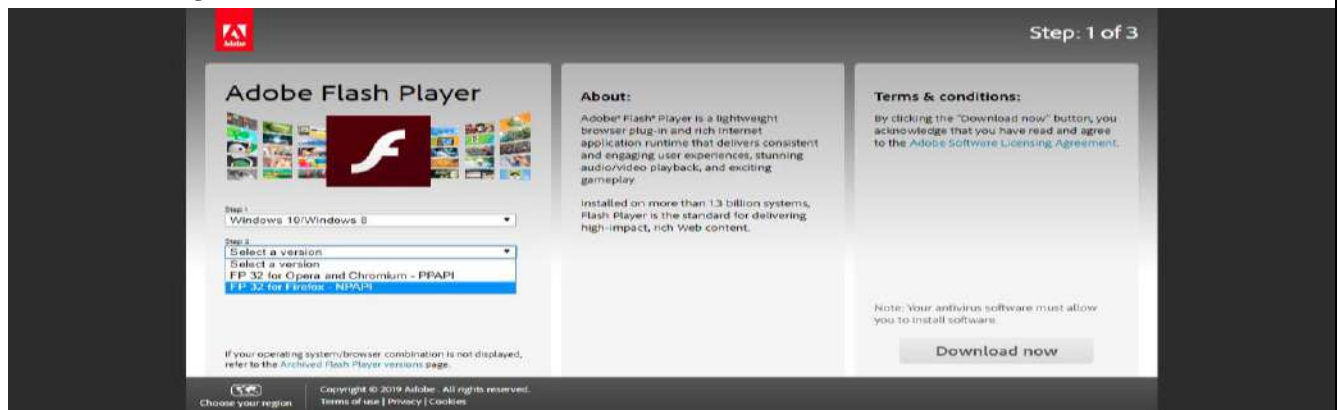 Adobe
Step: 1 of 3
Adobe Flash Player
Step 1
Windows 10/Windows 8
Step 2
Select a version
Select a version
FP 32 for Opera and Chromium - PPAPI
FP 32 for Firefox - NPAPI
If your operating system/browser combination is not displayed,
refer to the Archived Flash Player versions page.
About:
Adobe® Flash® Player is a lightweight
browser plug-in and rich Internet
application runtime that delivers consistent
and engaging user experiences, stunning
audio/video playback, and exciting
gameplay.
Installed on more than 1.3 billion systems,
Flash Player is the standard for delivering
high-impact, rich Web content.
Terms & conditions:
By clicking the "Download now" button, you
acknowledge that you have read and agree
to the Adobe Software Licensing Agreement.
Note: Your antivirus software must allow
you to install software.
Download now
Choose your region
Copyright © 2019 Adobe . All rights reserved.
Terms of use | Privacy | Cookies